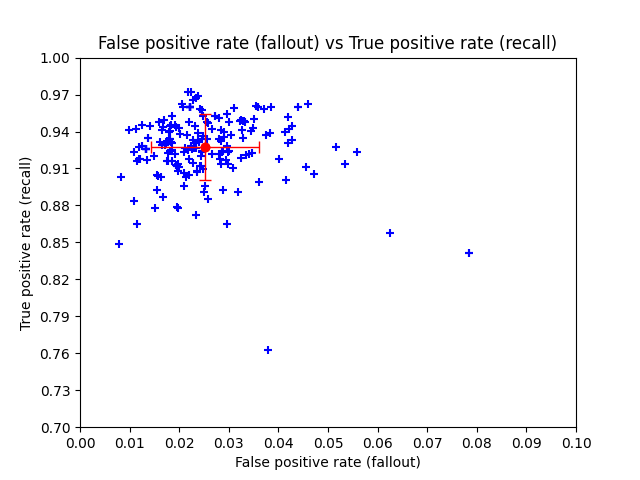 False positive rate (fallout) vs True positive rate (recall)
True positive rate (recall)
1.00
0.97
0.94
0.91
0.88
0.85
0.82
0.79
0.76
0.73
0.70
0.00 0.01 0.02 0.03 0.04 0.05 0.06 0.07 0.08 0.09 0.10
False positive rate (fallout)